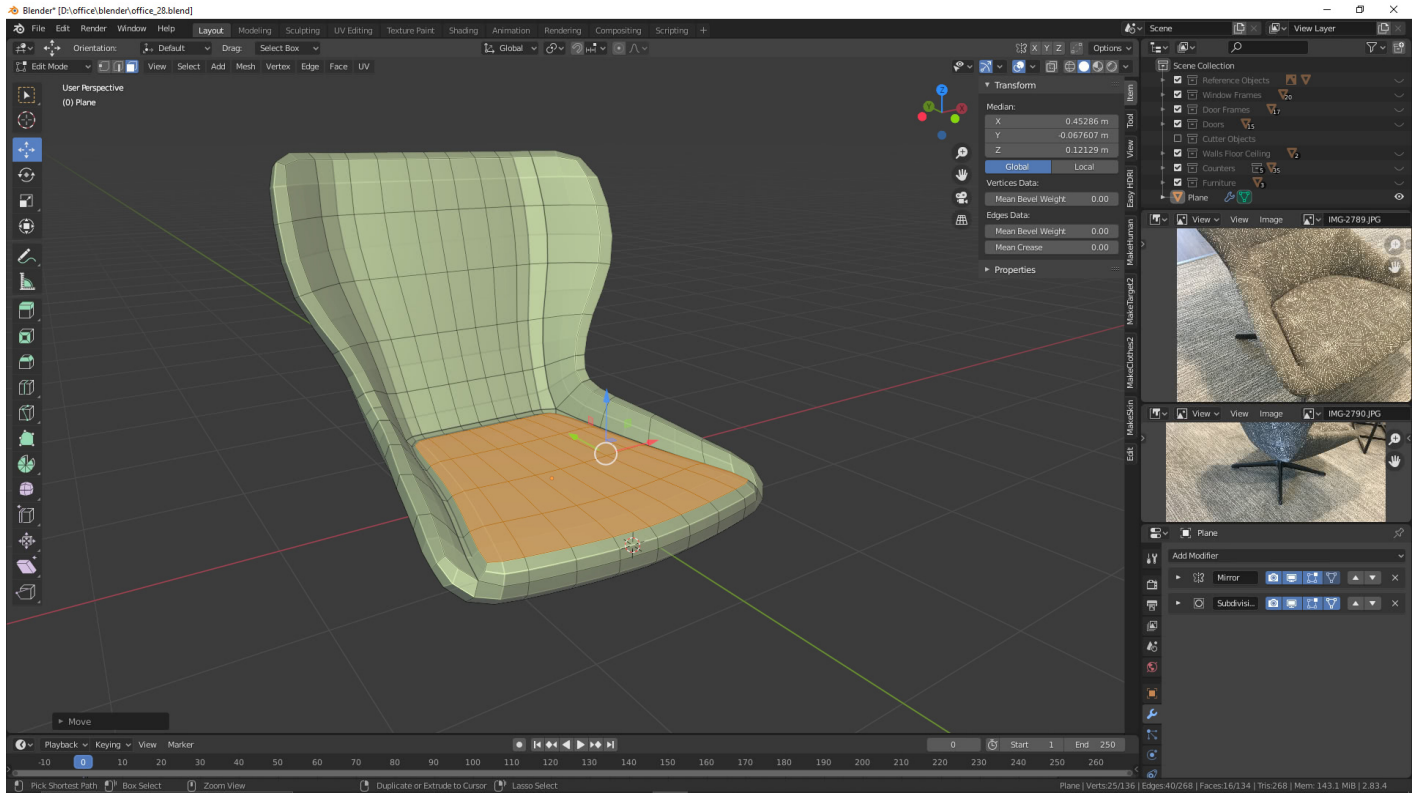 Blender* [D:\office\blender\office_28.blend]
File Edit Render Window Help Layout Modeling Sculpting UV Editing Texture Paint Shading Animation Rendering Compositing Scripting + Scene View Layer
Orientation: Default Drag: Select Box Global X Y Z Options
Edit Mode View Select Add Mesh Vertex Edge Face UV
User Perspective
(0) Plane
Z
Y
X
Transform
Median:
X 0.45286 m
Y -0.067607 m
Z 0.12129 m
Global Local
Vertices Data:
Mean Bevel Weight 0.00
Edges Data:
Mean Bevel Weight 0.00
Mean Crease 0.00
Properties
Item
Tool
View
Easy HDRI
MakeHuman
MakeTarget2
MakeClothes2
MakeSkin
Edit
Scene Collection
Reference Objects
Window Frames 20
Door Frames 17
Doors 15
Cutter Objects
Walls Floor Ceiling 2
Counters 5 35
Furniture 3
Plane
View View Image IMG-2789.JPG
View View Image IMG-2790.JPG
Plane
Add Modifier
Mirror
Subdivisi...
Move
Playback Keying View Marker 0 Start 1 End 250
-10 0 10 20 30 40 50 60 70 80 90 100 110 120 130 140 150 160 170 180 190 200 210 220 230 240 250 260
Pick Shortest Path Box Select Zoom View Duplicate or Extrude to Cursor Lasso Select Plane | Verts:25/136 | Edges:40/268 | Faces:16/134 | Tris:268 | Mem: 143.1 MiB | 2.83.4